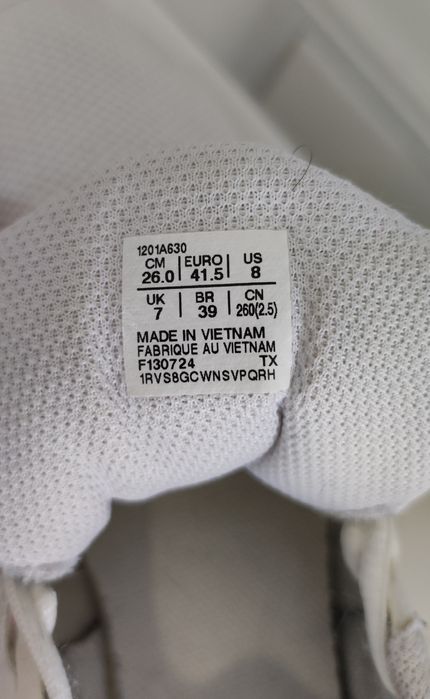 1201A630
CM | EURO | US
26.0 | 41.5 | 8
UK | BR | CN
7 | 39 | 260(2.5)
MADE IN VIETNAM
FABRIQUE AU VIETNAM
F130724 TX
1RVS8GCWNSVPQRH